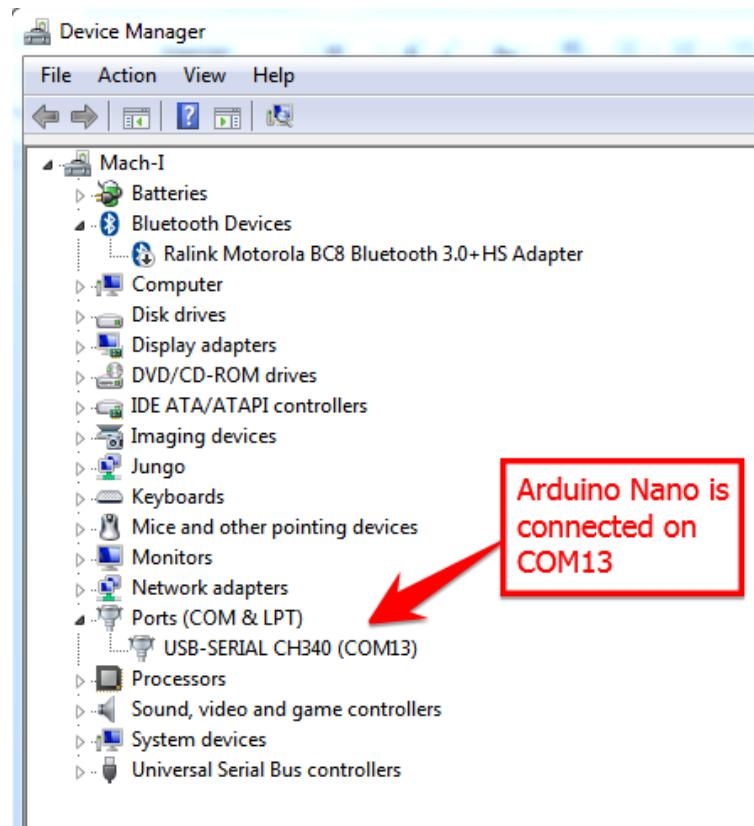 Device Manager
File Action View Help
Mach-I
Batteries
Bluetooth Devices
Ralink Motorola BC8 Bluetooth 3.0+HS Adapter
Computer
Disk drives
Display adapters
DVD/CD-ROM drives
IDE ATA/ATAPI controllers
Imaging devices
Jungo
Keyboards
Mice and other pointing devices
Monitors
Network adapters
Ports (COM & LPT)
USB-SERIAL CH340 (COM13)
Processors
Sound, video and game controllers
System devices
Universal Serial Bus controllers
Arduino Nano is
connected on
COM13